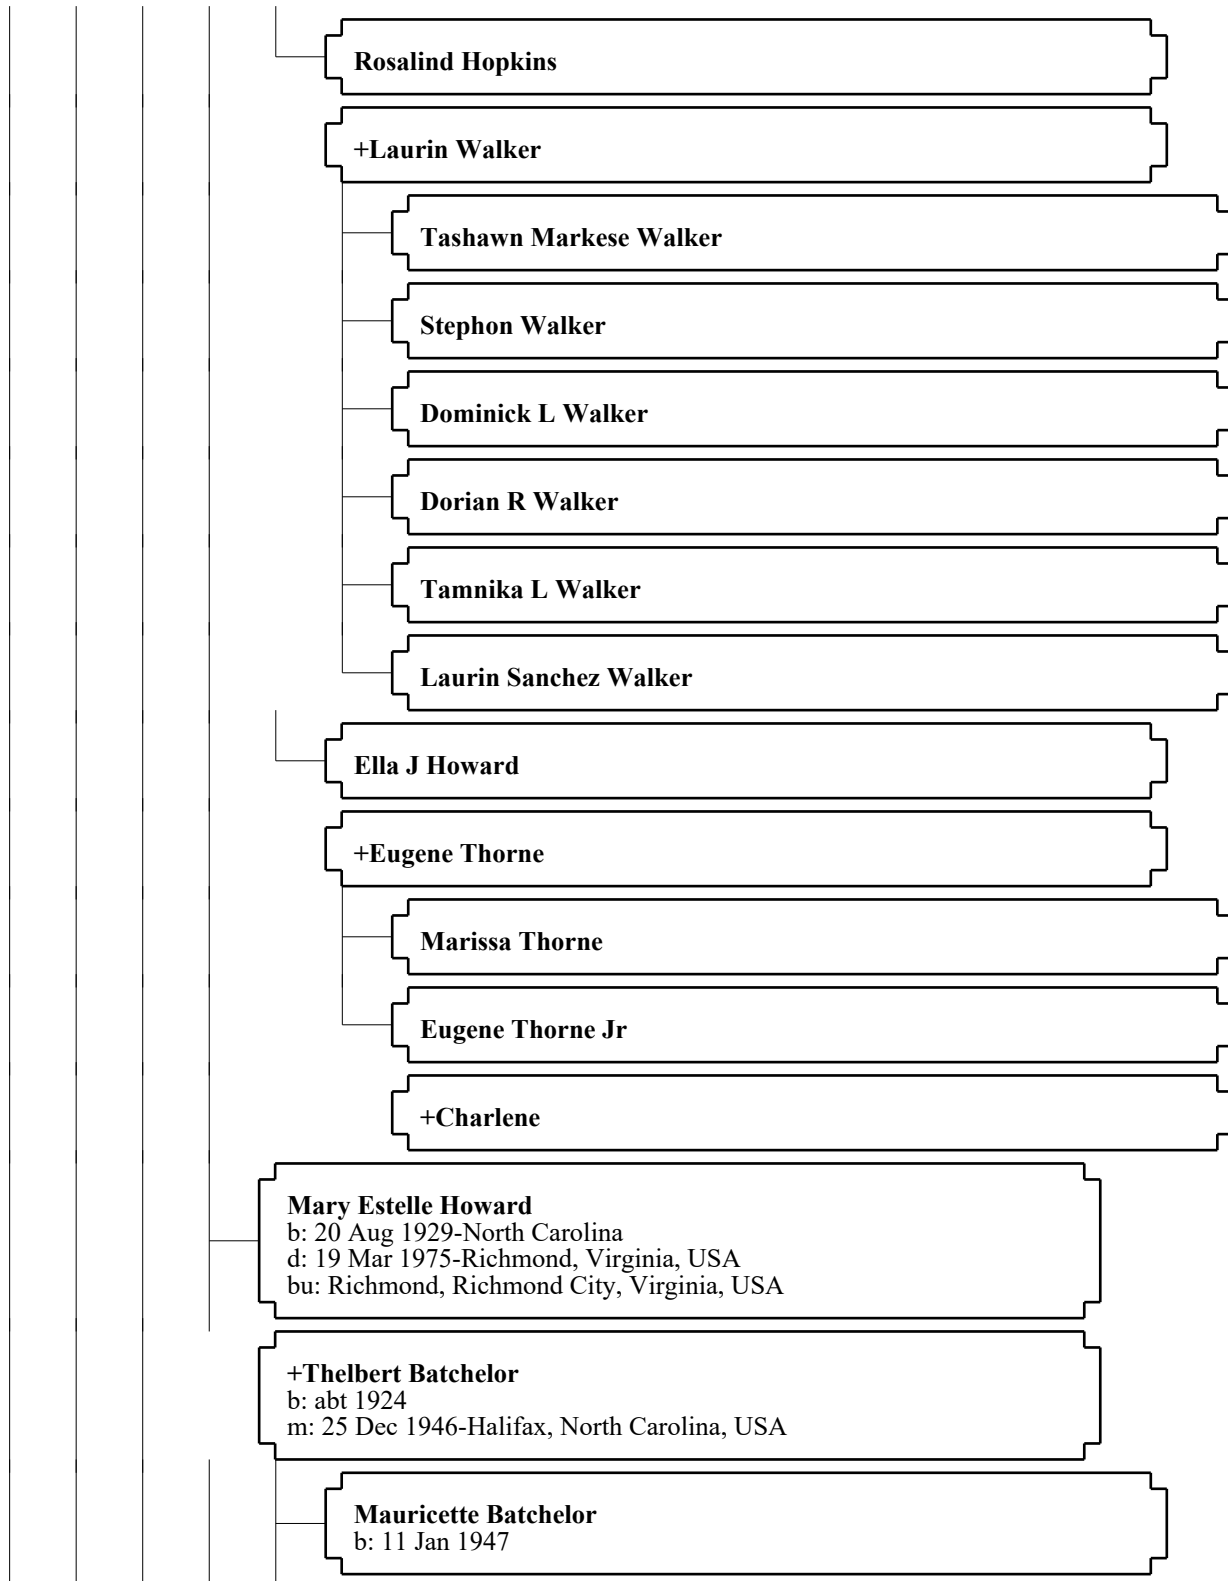 Rosalind Hopkins
+Laurin Walker
Tashawn Markese Walker
Stephon Walker
Dominick L Walker
Dorian R Walker
Tamnika L Walker
Laurin Sanchez Walker
Ella J Howard
+Eugene Thorne
Marissa Thorne
Eugene Thorne Jr
+Charlene
Mary Estelle Howard
b: 20 Aug 1929-North Carolina
d: 19 Mar 1975-Richmond, Virginia, USA
bu: Richmond, Richmond City, Virginia, USA
+Thelbert Batchelor
b: abt 1924
m: 25 Dec 1946-Halifax, North Carolina, USA
Mauricette Batchelor
b: 11 Jan 1947